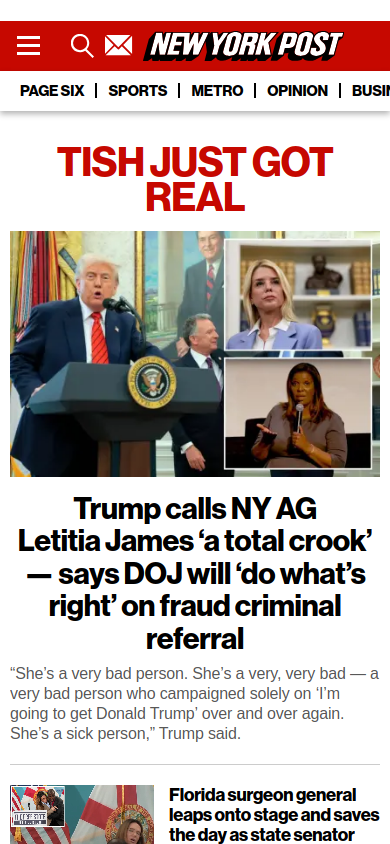 NEW YORK POST
PAGE SIX
SPORTS
METRO
OPINION
BUSIN
TISH JUST GOT
REAL
Trump calls NY AG
Letitia James ‘a total crook’
— says DOJ will ‘do what’s
right’ on fraud criminal
referral
“She’s a very bad person. She’s a very, very bad — a
very bad person who campaigned solely on ‘I’m
going to get Donald Trump’ over and over again.
She’s a sick person,” Trump said.
Florida surgeon general
leaps onto stage and saves
the day as state senator